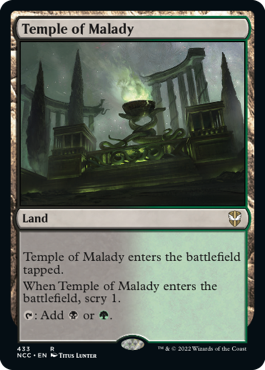 Temple of Malady
Land
Temple of Malady enters the battlefield
tapped.
When Temple of Malady enters the
battlefield, scry 1.
: Add or .
433 R
NCC • EN Titus Lunter
™ & © 2022 Wizards of the Coast